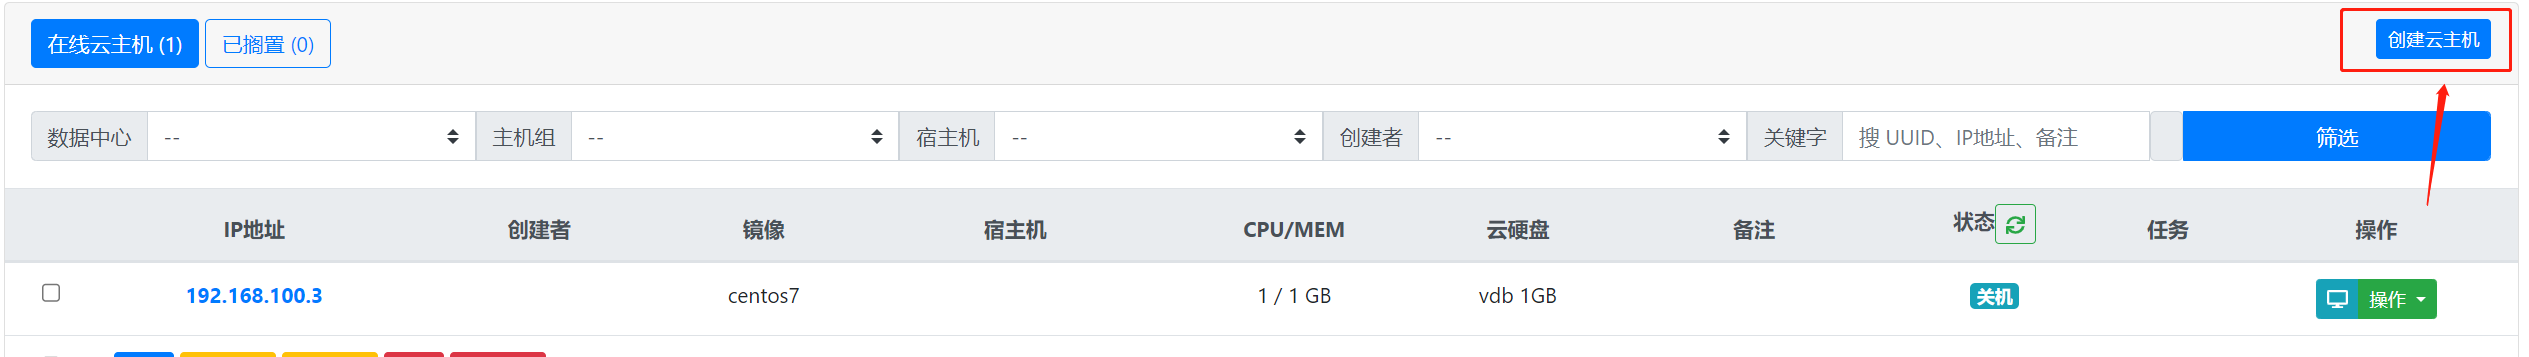 在线云主机 (1) 已搁置 (0) 创建云主机
数据中心 -- 主机组 -- 宿主机 -- 创建者 -- 关键字 搜 UUID、IP地址、备注 筛选
IP地址 创建者 镜像 宿主机 CPU/MEM 云硬盘 备注 状态 任务 操作
192.168.100.3 centos7 1 / 1 GB vdb 1GB 关机 操作